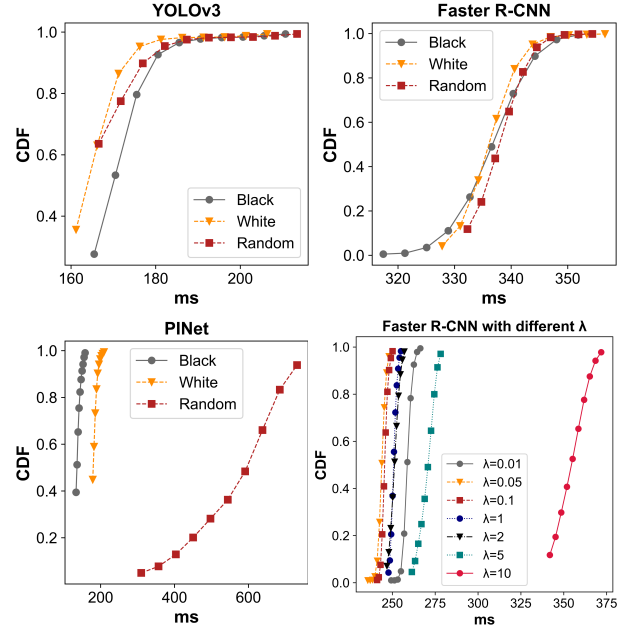 YOLOv3
CDF
1.0
0.8
0.6
0.4
160
180
200
220
ms
Black
White
Random
Faster R-CNN
CDF
1.0
0.8
0.6
0.4
0.2
0.0
320
330
340
350
ms
Black
White
Random
PINet
CDF
1.0
0.8
0.6
0.4
0.2
200
400
600
ms
Black
White
Random
Faster R-CNN with different λ
CDF
1.0
0.8
0.6
0.4
0.2
0.0
250
275
300
325
350
375
ms
λ=0.01
λ=0.05
λ=0.1
λ=1
λ=2
λ=5
λ=10